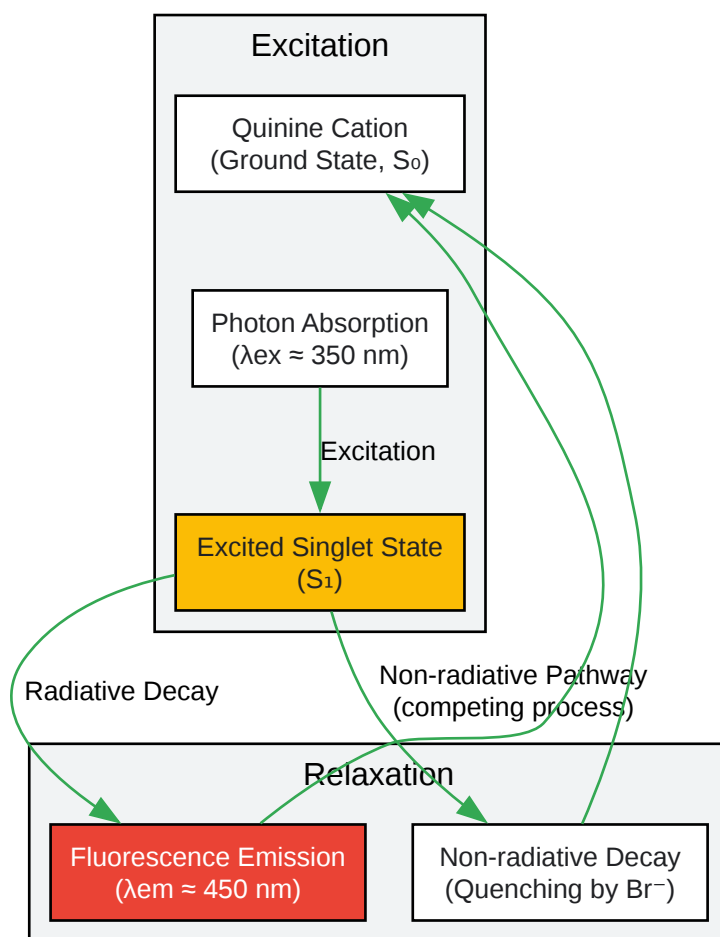 Excitation
Quinine Cation
(Ground State, S₀)
Photon Absorption
(λex ≈ 350 nm)
Excitation
Excited Singlet State
(S₁)
Radiative Decay
Non-radiative Pathway
(competing process)
Relaxation
Fluorescence Emission
(λem ≈ 450 nm)
Non-radiative Decay
(Quenching by Br⁻)